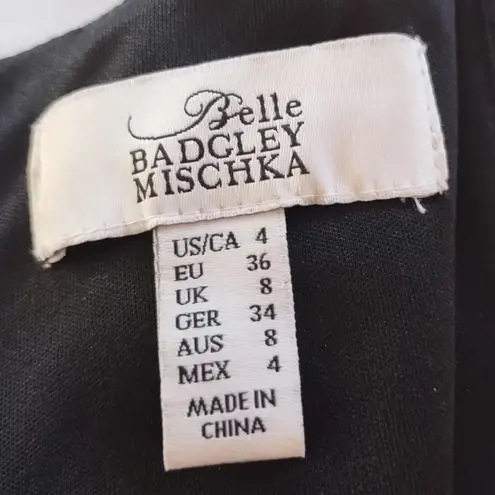 Belle
BADGLEY
MISCHKA
US/CA 4
EU 36
UK 8
GER 34
AUS 8
MEX 4
MADE IN
CHINA